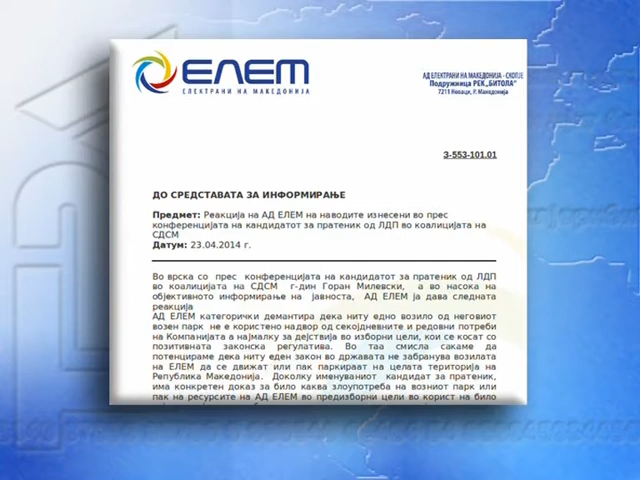 ЕЛЕМ
ЕЛЕКТРАНИ НА МАКЕДОНИЈА
АД ЕЛЕКТРАНИ НА МАКЕДОНИЈА - СКОПЈЕ
Подружница РЕК „БИТОЛА“
7211 Новаци, Р. Македонија
3-553-101.01
ДО СРЕДСТАВАТА ЗА ИНФОРМИРАЊЕ
Предмет: Реакција на АД ЕЛЕМ на наводите изнесени во прес
конференцијата на кандидатот за пратеник од ЛДП во коалицијата на
СДСМ
Датум: 23.04.2014 г.
Во врска со прес конференцијата на кандидатот за пратеник од ЛДП
во коалицијата на СДСМ г-дин Горан Милевски, а во насока на
објективното информирање на јавноста, АД ЕЛЕМ ја дава следната
реакција
АД ЕЛЕМ категорички демантира дека ниту едно возило од неговиот
возен парк не е користено надвор од секојдневните и редовни потреби
на Компанијата а најмалку за дејствија во изборни цели, кои се косат со
позитивната законска регулатива. Во таа смисла сакаме да
потенцираме дека ниту еден закон во државата не забранува возилата
на ЕЛЕМ да се движат или пак паркираат на целата територија на
Република Македонија. Доколку именуваниот кандидат за пратеник,
има конкретен доказ за било каква злоупотреба на возниот парк или
пак на ресурсите на АД ЕЛЕМ во предизборни цели во корист на било